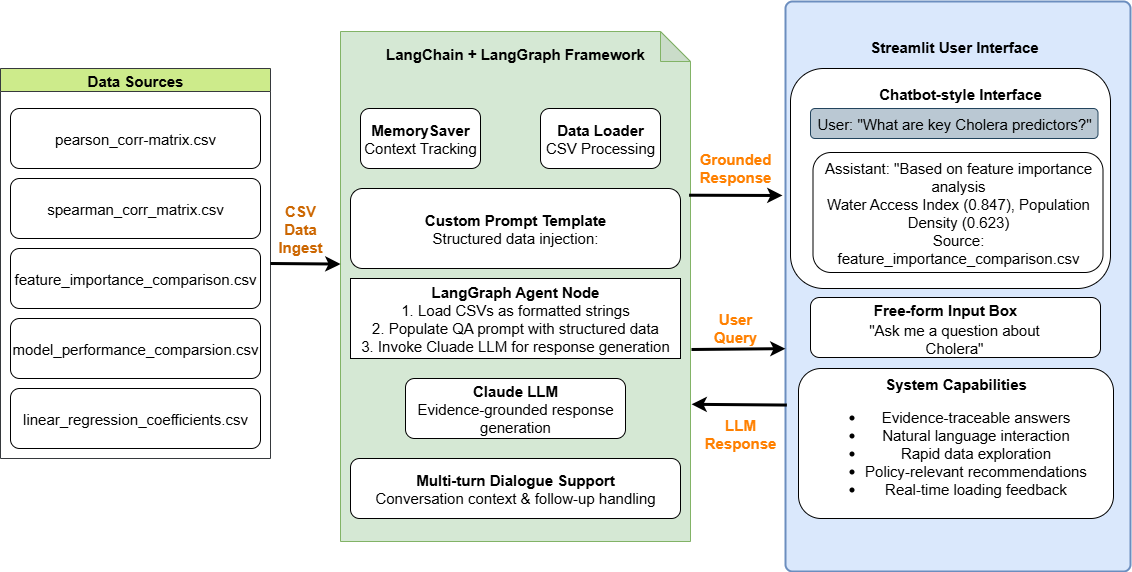 Data Sources
pearson_corr-matrix.csv
spearman_corr_matrix.csv
feature_importance_comparison.csv
model_performance_comparsion.csv
linear_regression_coefficients.csv
CSV
Data
Ingest
LangChain + LangGraph Framework
MemorySaver
Context Tracking
Data Loader
CSV Processing
Custom Prompt Template
Structured data injection:
LangGraph Agent Node
1. Load CSVs as formatted strings
2. Populate QA prompt with structured data
3. Invoke Cluade LLM for response generation
Claude LLM
Evidence-grounded response
generation
Multi-turn Dialogue Support
Conversation context & follow-up handling
Grounded
Response
User
Query
LLM
Response
Streamlit User Interface
Chatbot-style Interface
User: "What are key Cholera predictors?"
Assistant: "Based on feature importance
analysis
Water Access Index (0.847), Population
Density (0.623)
Source:
feature_importance_comparison.csv
Free-form Input Box
"Ask me a question about
Cholera"
System Capabilities
• Evidence-traceable answers
• Natural language interaction
• Rapid data exploration
• Policy-relevant recommendations
• Real-time loading feedback